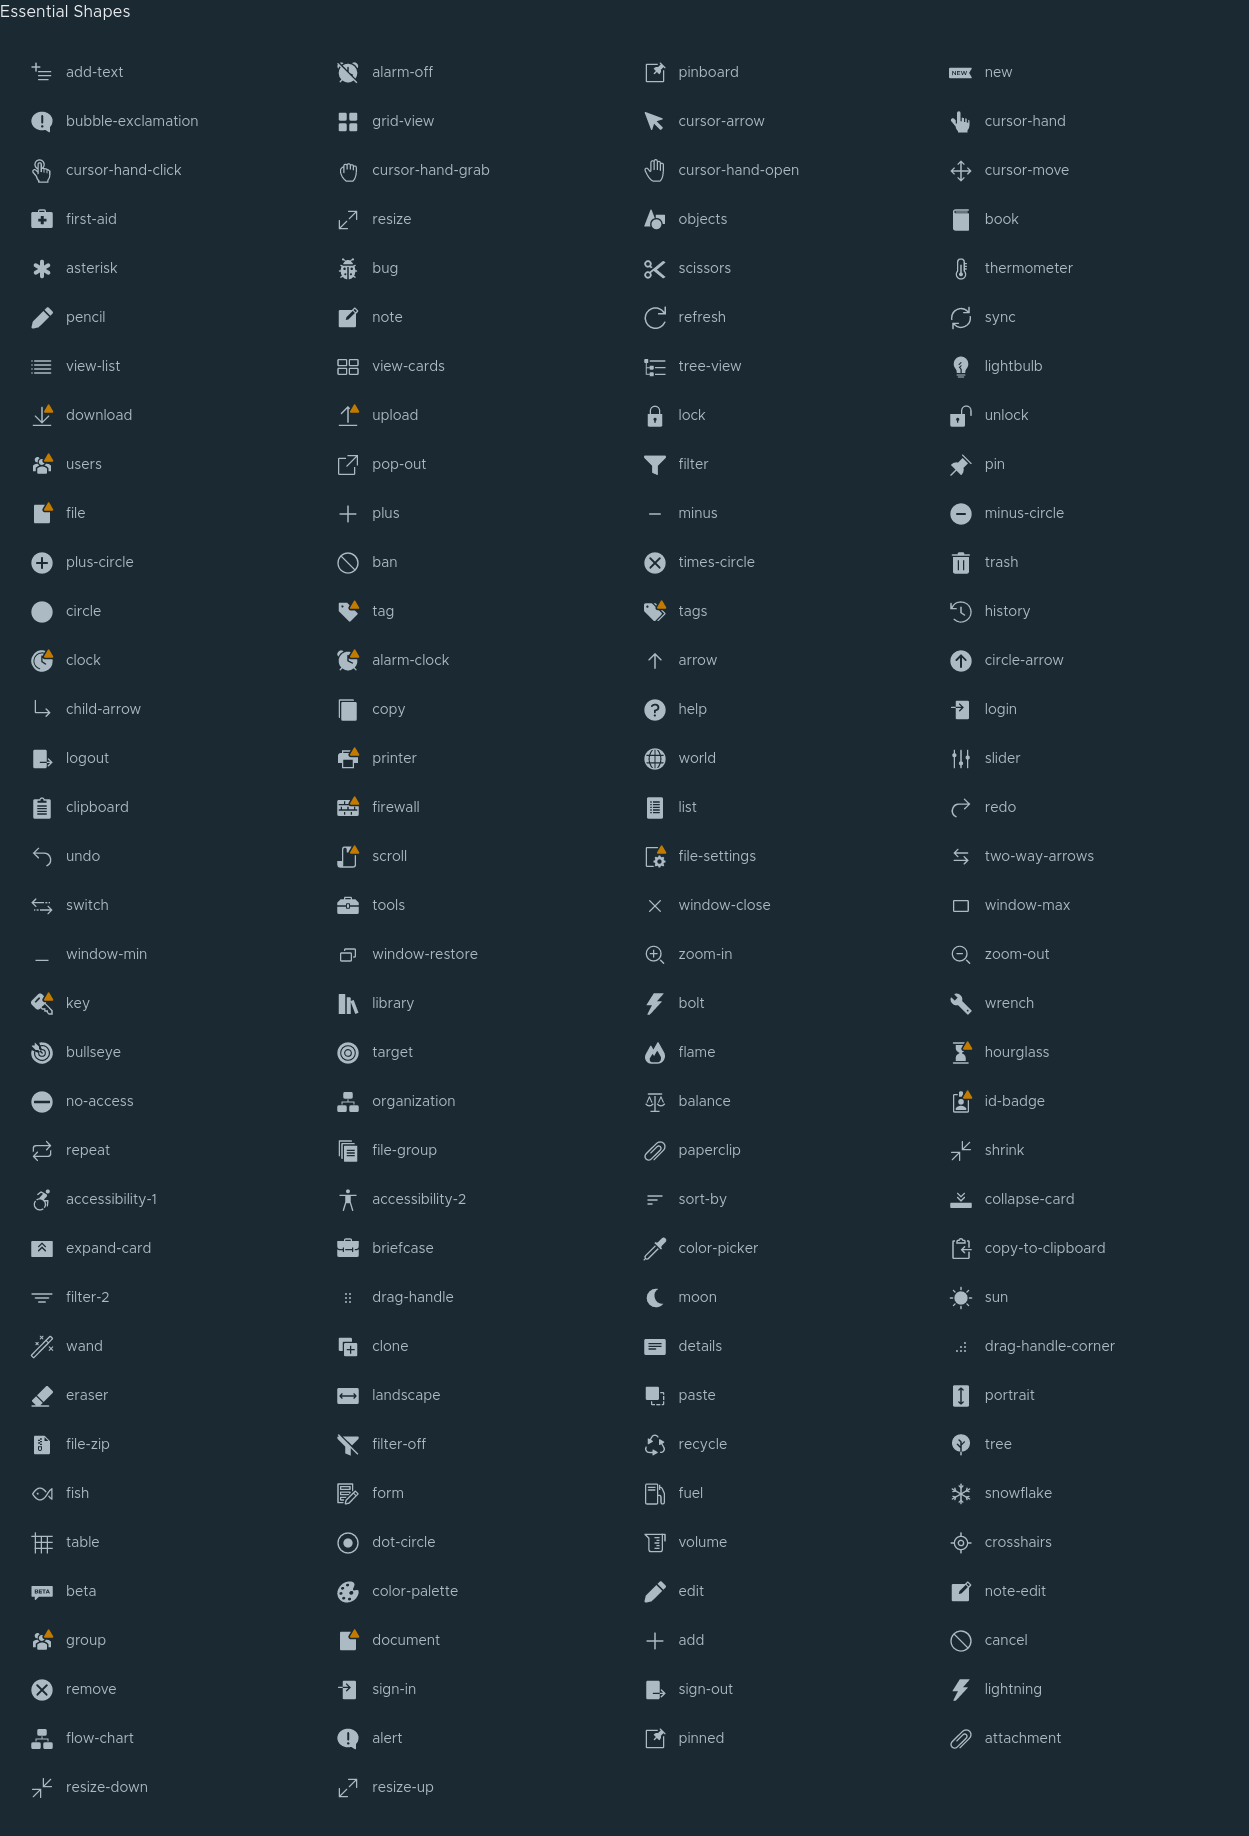 Essential Shapes
add-text alarm-off pinboard NEW new
bubble-exclamation grid-view cursor-arrow cursor-hand
cursor-hand-click cursor-hand-grab cursor-hand-open cursor-move
first-aid resize objects book
asterisk bug scissors thermometer
pencil note refresh sync
view-list view-cards tree-view lightbulb
download upload lock unlock
users pop-out filter pin
file plus minus minus-circle
plus-circle ban times-circle trash
circle tag tags history
clock alarm-clock arrow circle-arrow
child-arrow copy help login
logout printer world slider
clipboard firewall list redo
undo scroll file-settings two-way-arrows
switch tools window-close window-max
window-min window-restore zoom-in zoom-out
key library bolt wrench
bullseye target flame hourglass
no-access organization balance id-badge
repeat file-group paperclip shrink
accessibility-1 accessibility-2 sort-by collapse-card
expand-card briefcase color-picker copy-to-clipboard
filter-2 drag-handle moon sun
wand clone details drag-handle-corner
eraser landscape paste portrait
file-zip filter-off recycle tree
fish form fuel snowflake
table dot-circle volume crosshairs
BETA beta color-palette edit note-edit
group document add cancel
remove sign-in sign-out lightning
flow-chart alert pinned attachment
resize-down resize-up